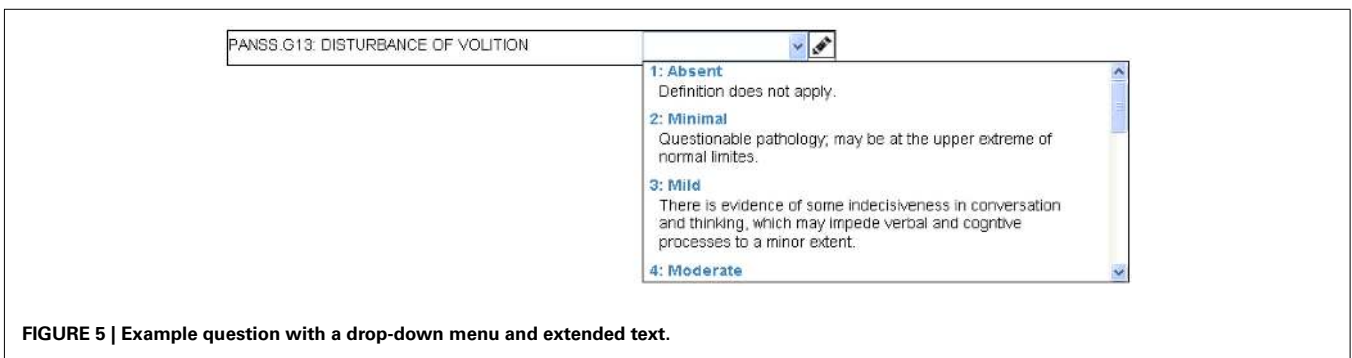 PANSS.G13: DISTURBANCE OF VOLITION
1: Absent
Definition does not apply.
2: Minimal
Questionable pathology; may be at the upper extreme of
normal limites.
3: Mild
There is evidence of some indecisiveness in conversation
and thinking, which may impede verbal and cogntive
processes to a minor extent.
4: Moderate
FIGURE 5 | Example question with a drop-down menu and extended text.